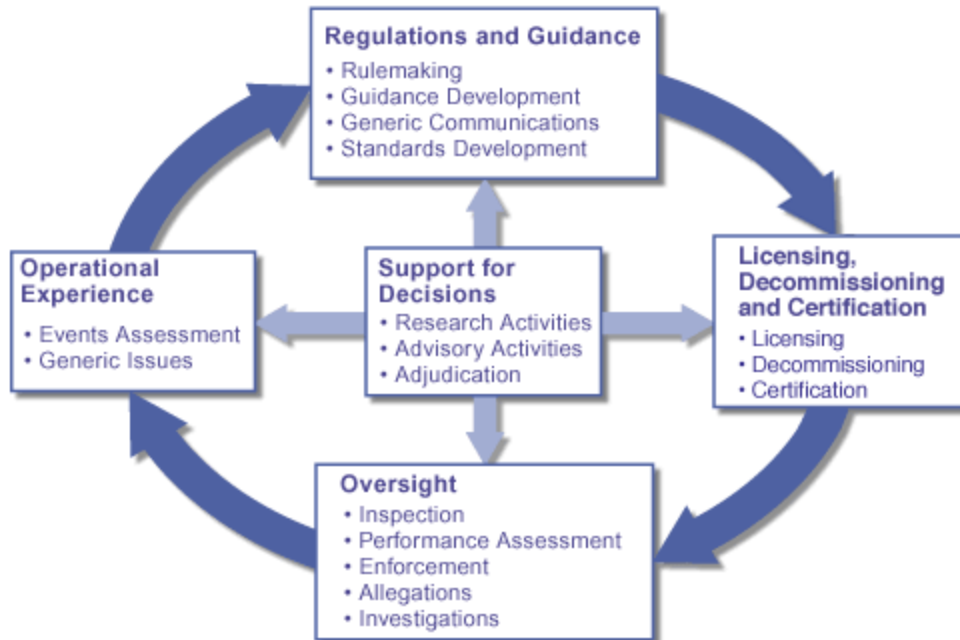 Regulations and Guidance
• Rulemaking
• Guidance Development
• Generic Communications
• Standards Development
Operational
Experience
• Events Assessment
• Generic Issues
Support for
Decisions
• Research Activities
• Advisory Activities
• Adjudication
Licensing,
Decommissioning
and Certification
• Licensing
• Decommissioning
• Certification
Oversight
• Inspection
• Performance Assessment
• Enforcement
• Allegations
• Investigations